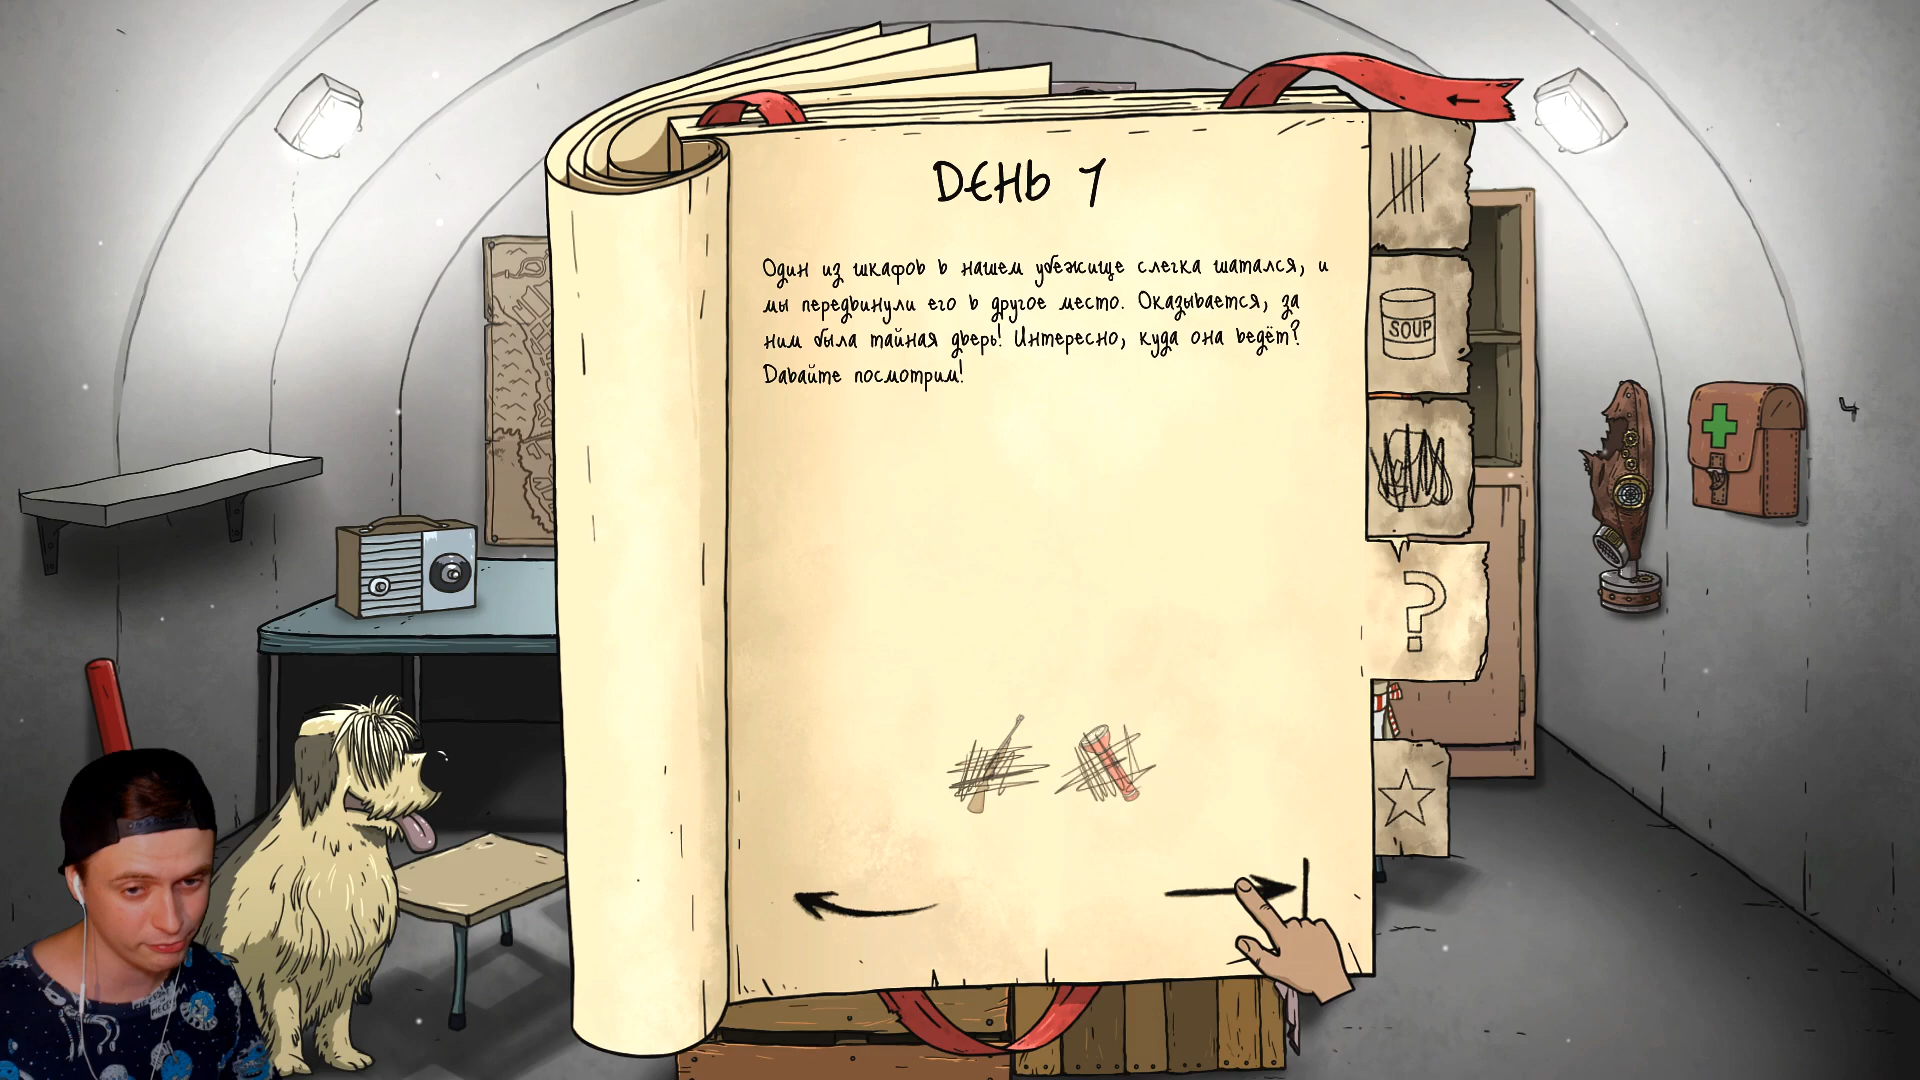 День 7
Один из шкафов в нашем убежище слегка шатался, и
мы передвинули его в другое место. Оказывается, за
ним была тайная дверь! Интересно, куда она ведёт?
Давайте посмотрим!
SOUP
?